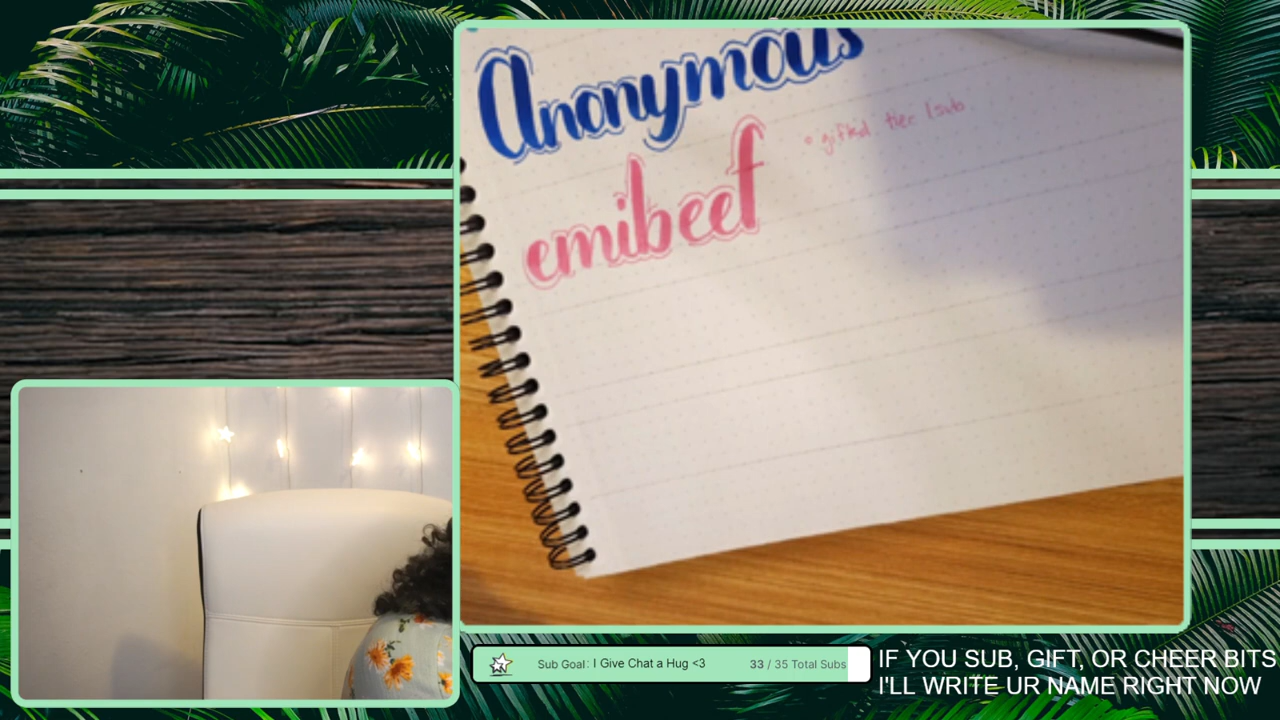 Anonymous
emibeef
• gifted tier 1 sub
Sub Goal: I Give Chat a Hug <3 33 / 35 Total Subs
IF YOU SUB, GIFT, OR CHEER BITS
I'LL WRITE UR NAME RIGHT NOW